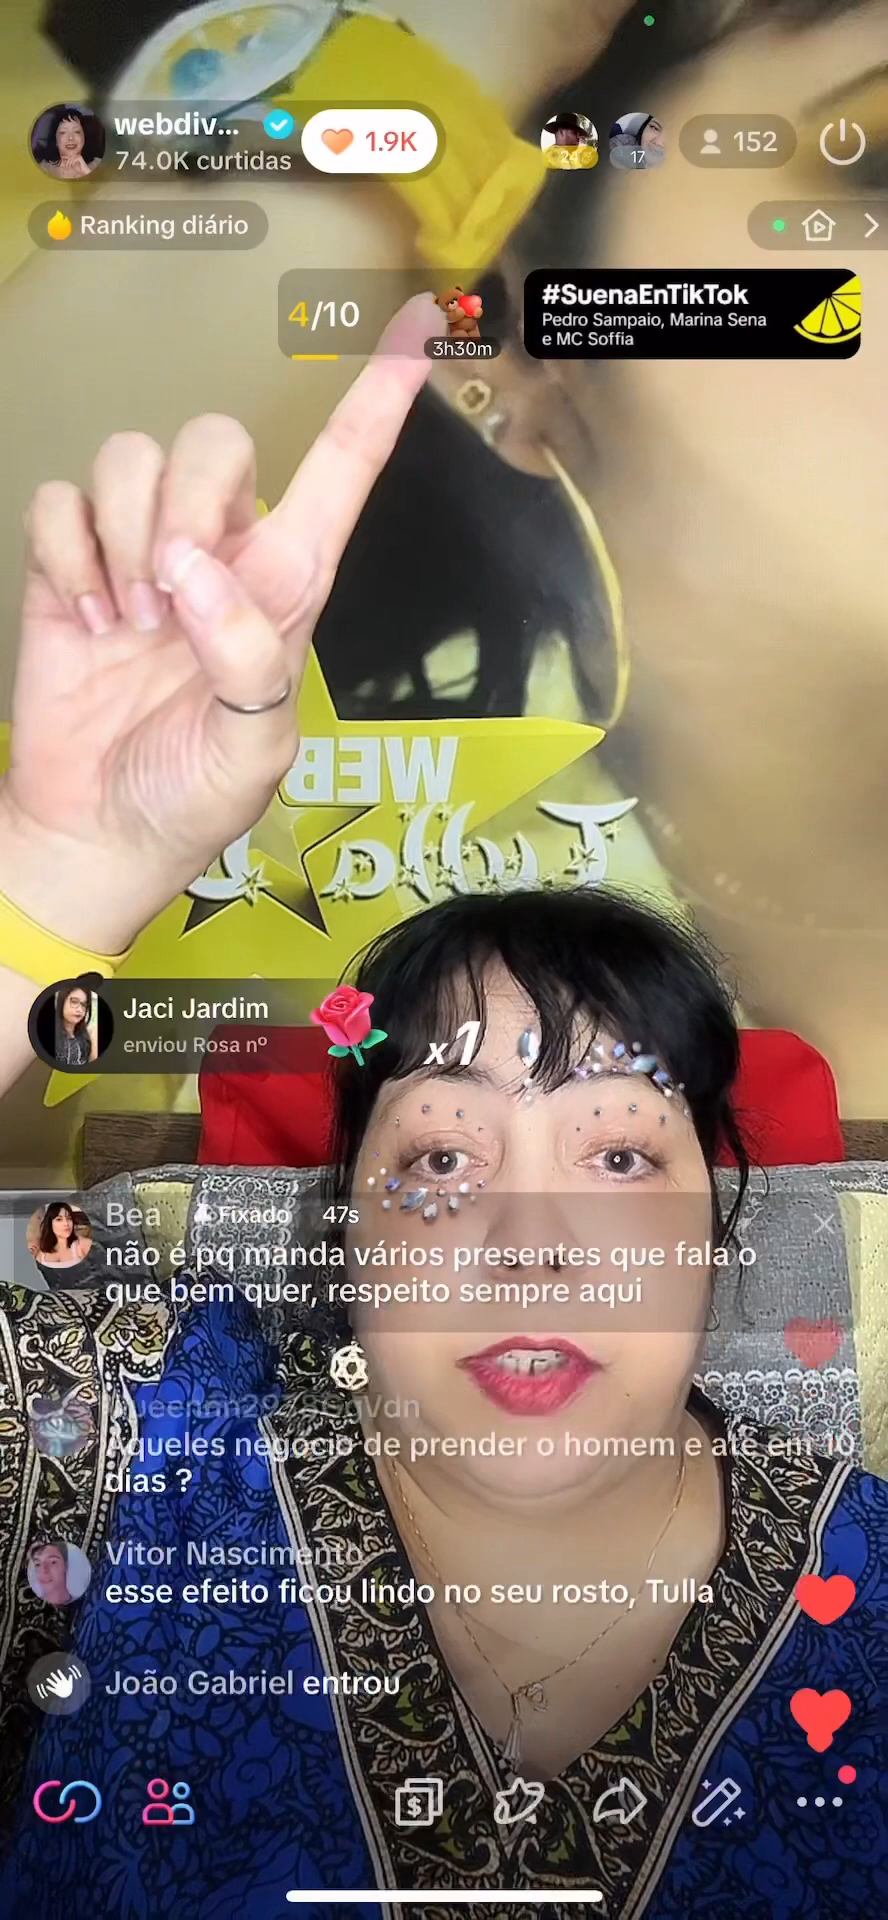 webdiv...
1.9K
74.0K curtidas
24
17
152
Ranking diário
4/10
3h30m
#SuenaEnTikTok
Pedro Sampaio, Marina Sena
e MC Soffia
WEB
Tulla
Jaci Jardim
enviou Rosa nº
x1
Bea Fixado 47s
não é pq manda vários presentes que fala o
que bem quer, respeito sempre aqui
Aqueles negocio de prender o homem e até em 10
dias ?
Vitor Nascimento
esse efeito ficou lindo no seu rosto, Tulla
João Gabriel entrou